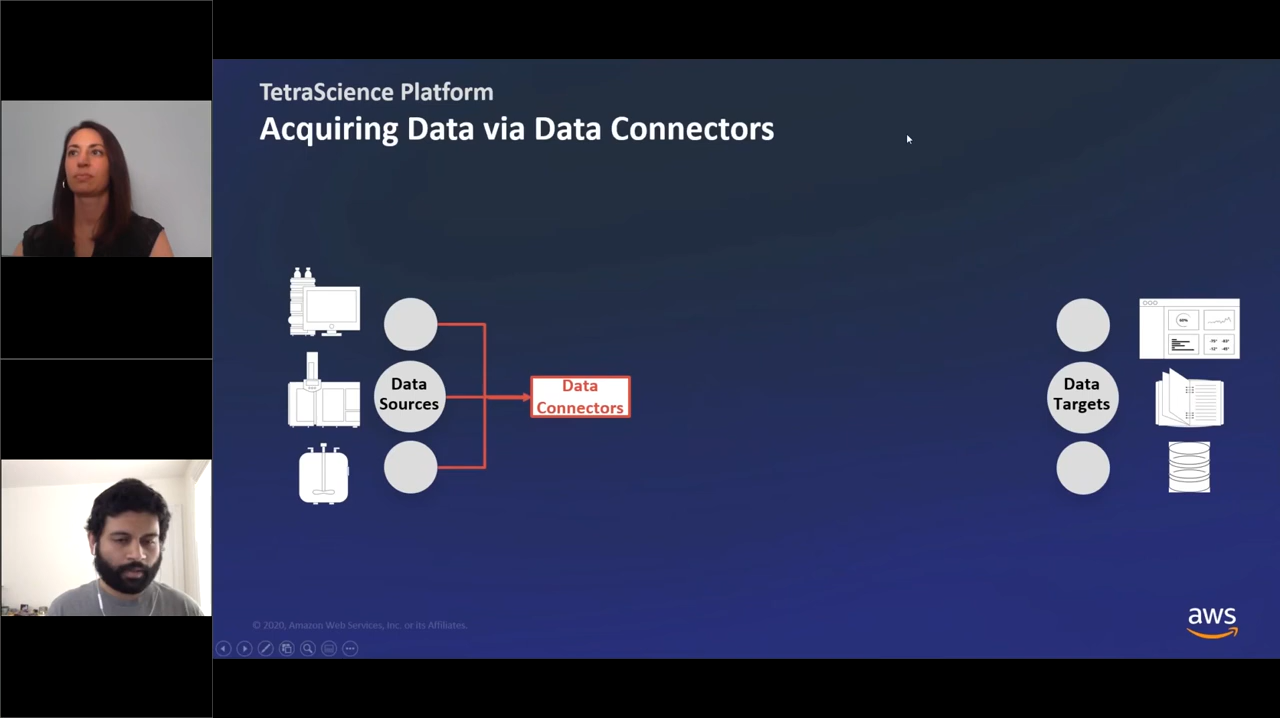 TetraScience Platform
Acquiring Data via Data Connectors
Data
Sources
Data
Connectors
Data
Targets
© 2020, Amazon Web Services, Inc. or its Affiliates.
aws